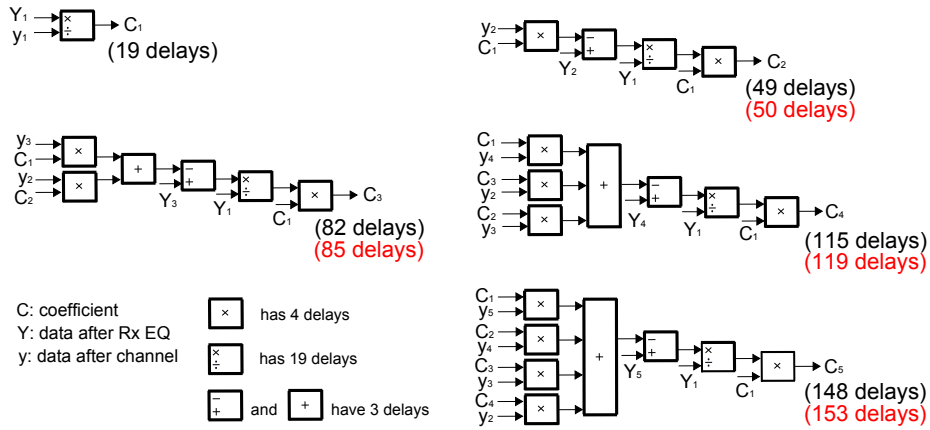 Y1
y1
×
÷
C1
(19 delays)
y2
C1
×
−
+
Y2
×
÷
Y1
×
C1
C2
(49 delays)
(50 delays)
y3
C1
y2
C2
×
×
+
−
+
Y3
×
÷
Y1
×
C1
C3
(82 delays)
(85 delays)
C1
y4
C3
y2
C2
y3
×
×
×
+
−
+
Y4
×
÷
Y1
×
C1
C4
(115 delays)
(119 delays)
C1
y5
C2
y4
C3
y3
C4
y2
×
×
×
×
+
−
+
Y5
×
÷
Y1
×
C1
C5
(148 delays)
(153 delays)
C: coefficient
Y: data after Rx EQ
y: data after channel
× has 4 delays
×
÷ has 19 delays
−
+ and + have 3 delays